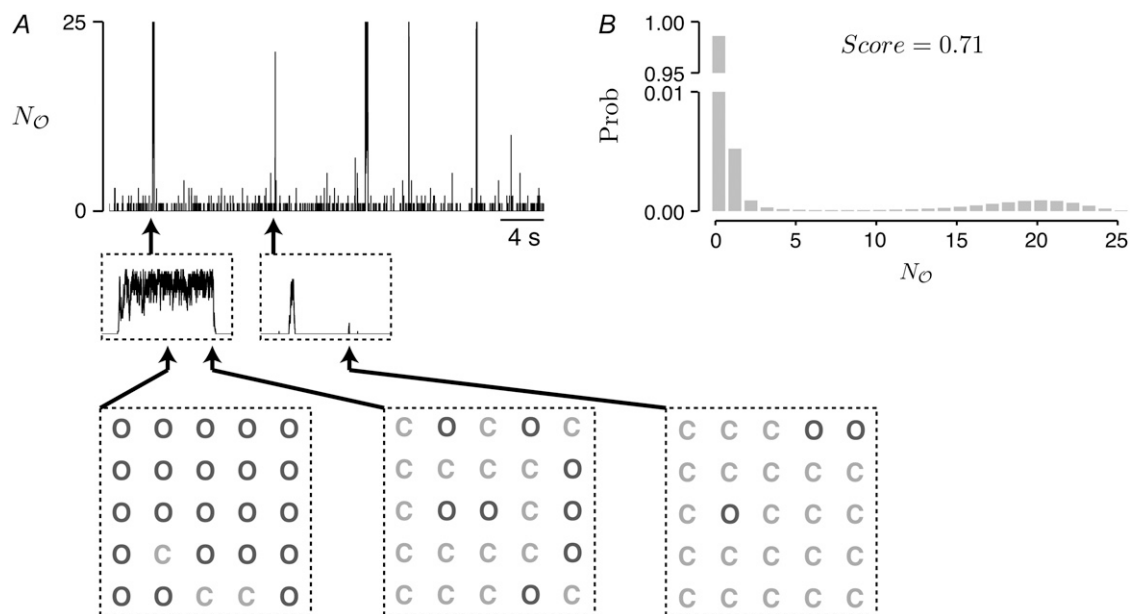 A
25
N𝒪
0
4 s
B
Score = 0.71
1.00
0.95
Prob
0.01
0.00
0 5 10 15 20 25
N𝒪
O O O O O
O O O O O
O O O O O
O C O O O
O O C C O
C O C O C
C C C C O
C O O C O
C C C C O
C C C O C
C C C O O
C C C C C
C O C C C
C C C C C
C C C C C